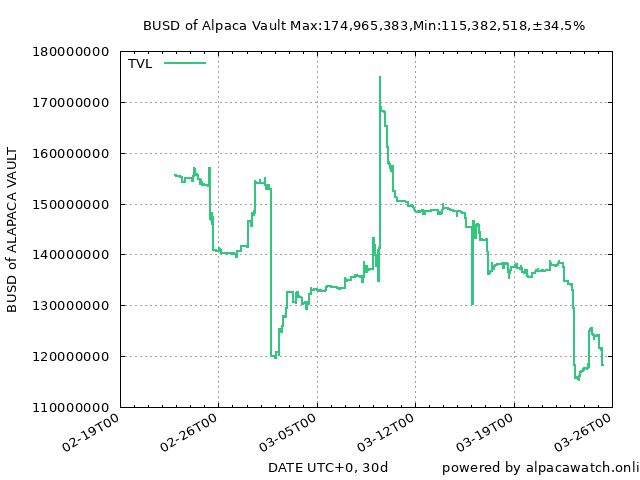 BUSD of Alpaca Vault Max:174,965,383,Min:115,382,518,±34.5%
TVL
180000000
170000000
160000000
150000000
140000000
130000000
120000000
110000000
BUSD of ALAPACA VAULT
02-19T00
02-26T00
03-05T00
03-12T00
03-19T00
03-26T00
DATE UTC+0, 30d
powered by alpacawatch.onli